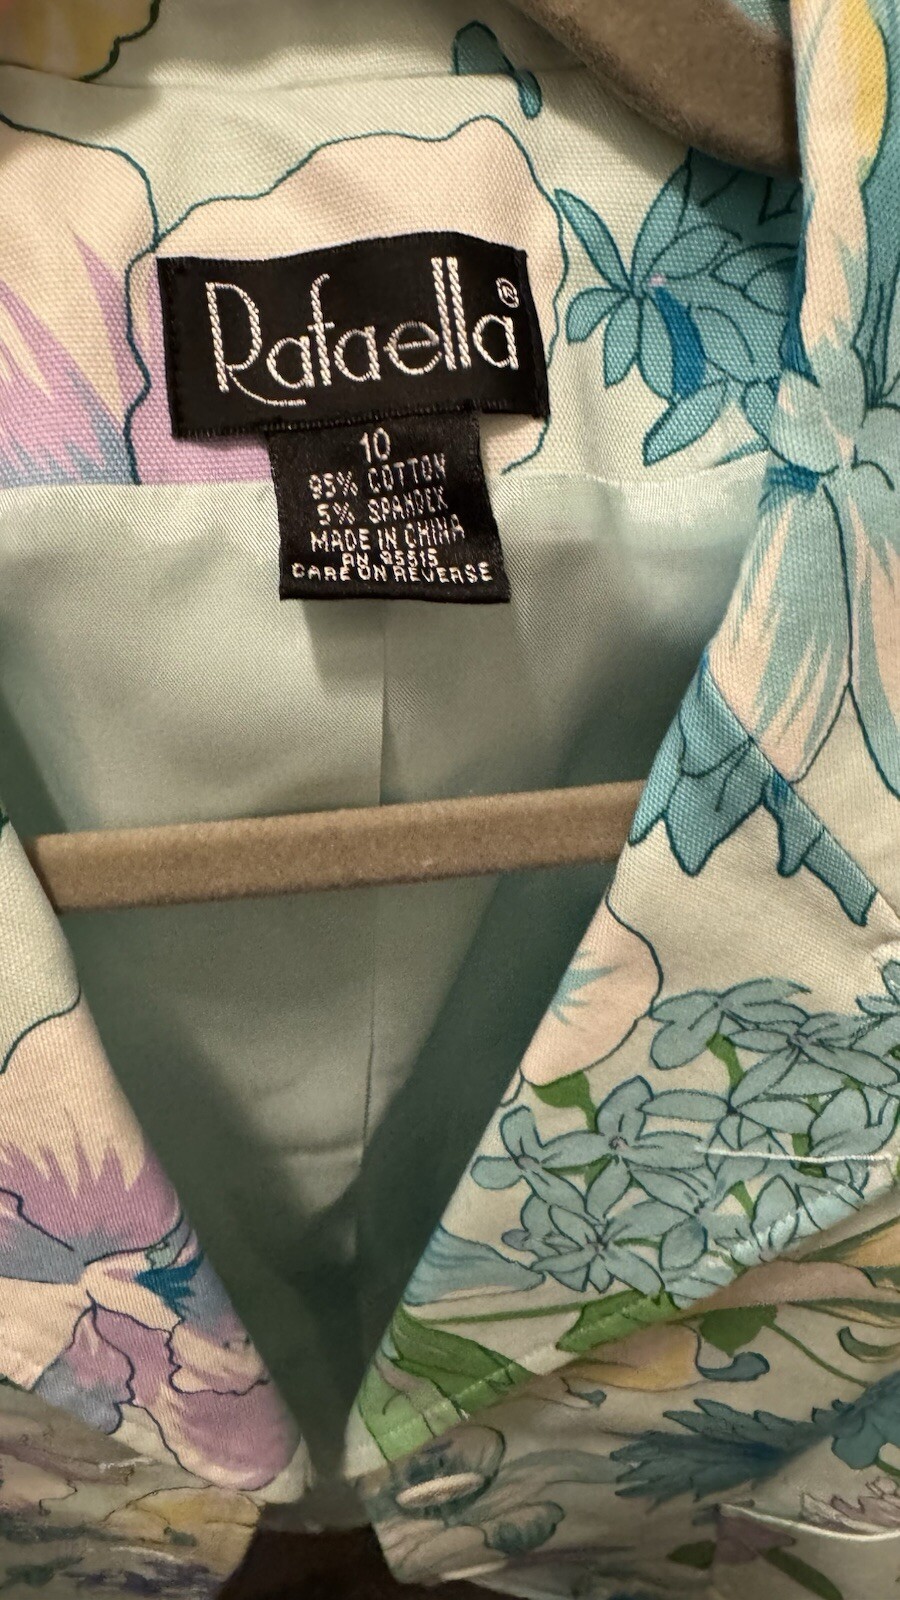 Rafaella®
10
95% COTTON
5% SPANDEX
MADE IN CHINA
RN 95515
CARE ON REVERSE